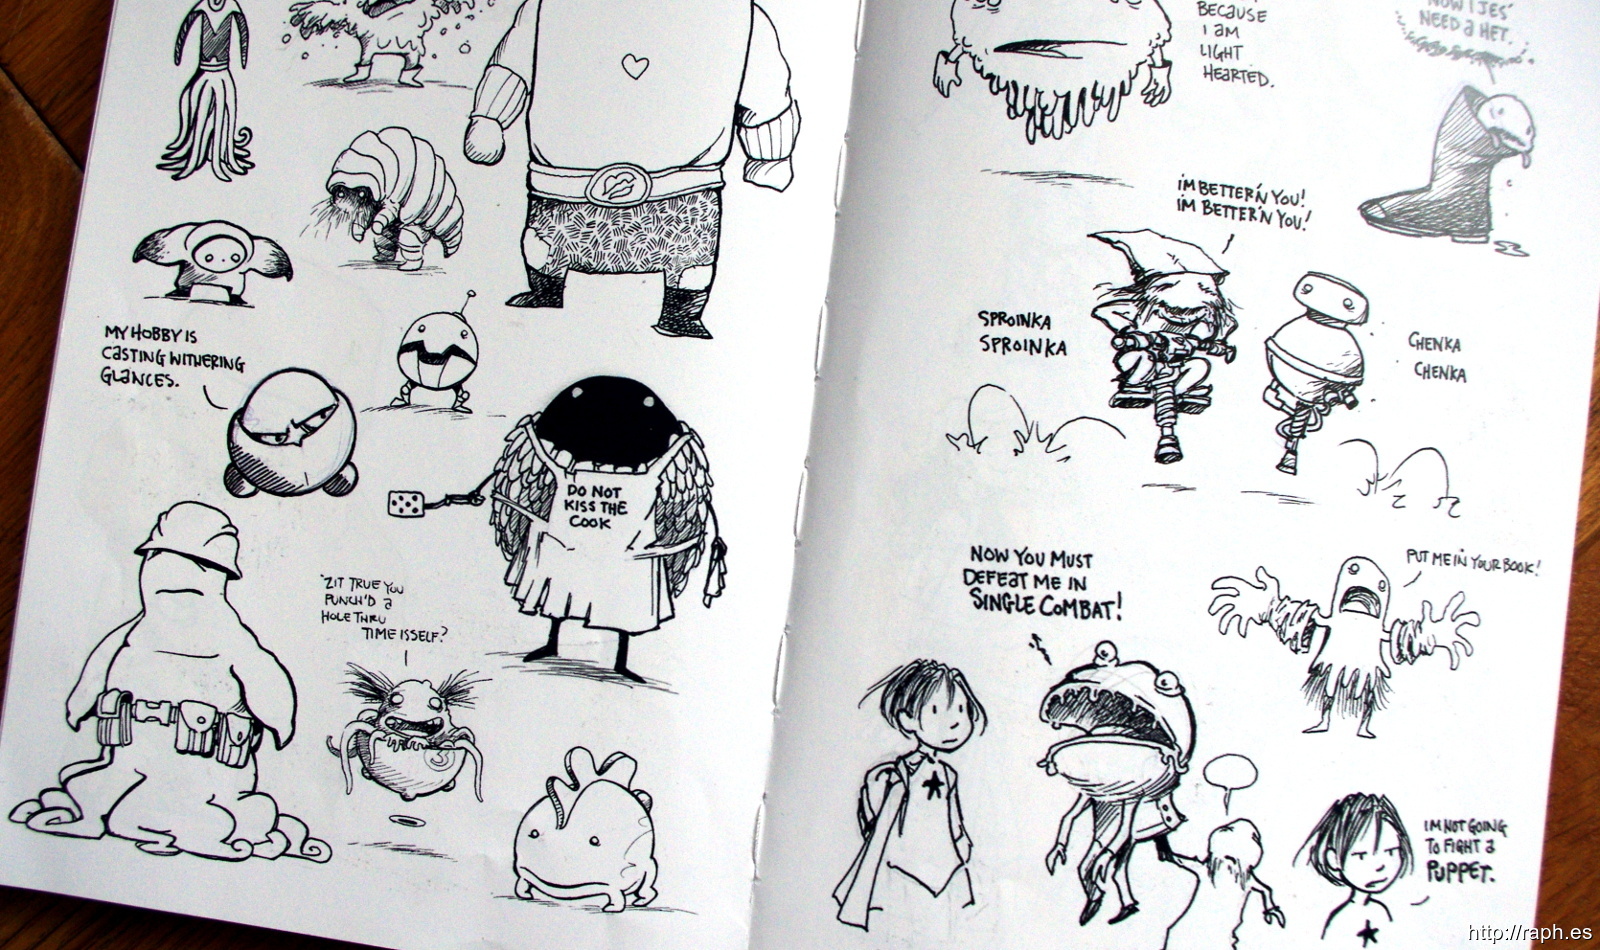 MY HOBBY IS
CASTING WITHERING
GLANCES.
DO NOT
KISS THE
COOK
'ZIT TRUE YOU
PUNCH'D A
HOLE THRU
TIME ISSELF?
BECAUSE
I AM
LIGHT
HEARTED.
NOW I JES'
NEED A HET.
I'M BETTER'N YOU!
I'M BETTER'N YOU!
SPROINKA
SPROINKA
CHENKA
CHENKA
NOW YOU MUST
DEFEAT ME IN
SINGLE COMBAT!
PUT ME IN YOUR BOOK!
I'M NOT GOING
TO FIGHT A
PUPPET.
http://raph.es